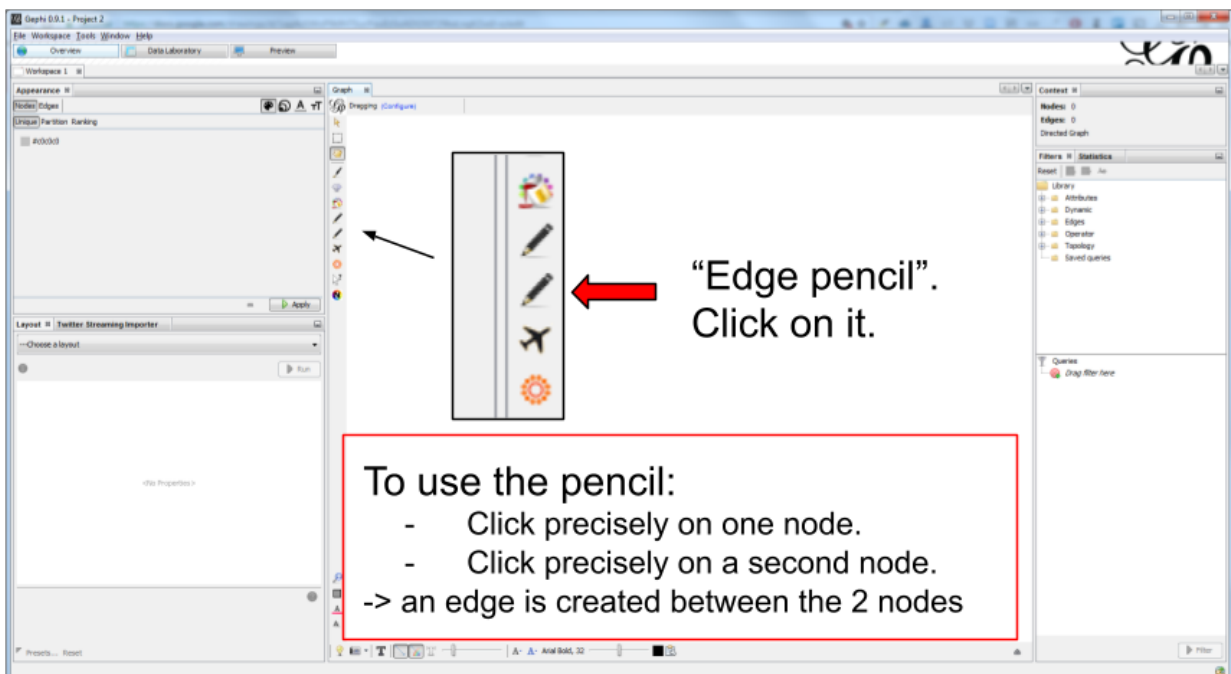 Gephi 0.9.1 - Project 2
File Workspace Tools Window Help
Overview Data Laboratory Preview
Workspace 1
Appearance
Nodes Edges
Unique Partition Ranking
#c0c0c0
Apply
Layout Twitter Streaming Importer
---Choose a layout
Run
<No Properties>
Presets... Reset
Graph
Dragging (Configure)
“Edge pencil”.
Click on it.
To use the pencil:
- Click precisely on one node.
- Click precisely on a second node.
-> an edge is created between the 2 nodes
A- A- Arial Bold, 32
Context
Nodes: 0
Edges: 0
Directed Graph
Filters Statistics
Reset
Library
Attributes
Dynamic
Edges
Operator
Topology
Saved queries
Queries
Drag filter here
Filter